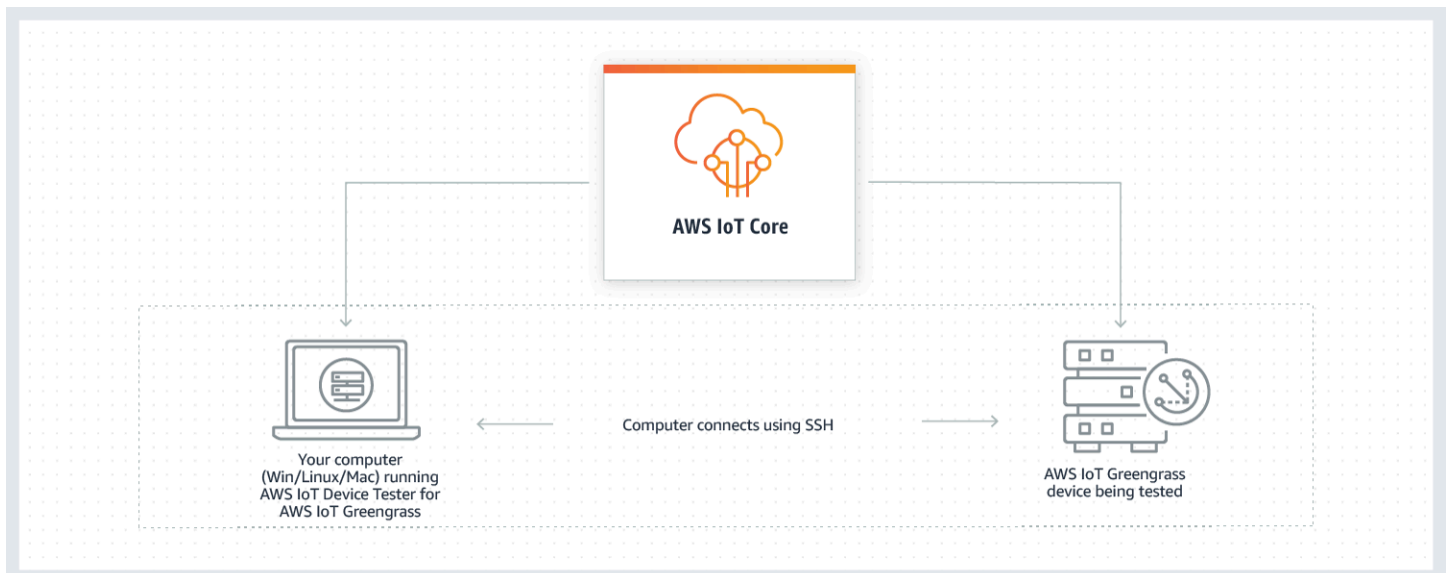 AWS IoT Core
Computer connects using SSH
Your computer
(Win/Linux/Mac) running
AWS IoT Device Tester for
AWS IoT Greengrass
AWS IoT Greengrass
device being tested